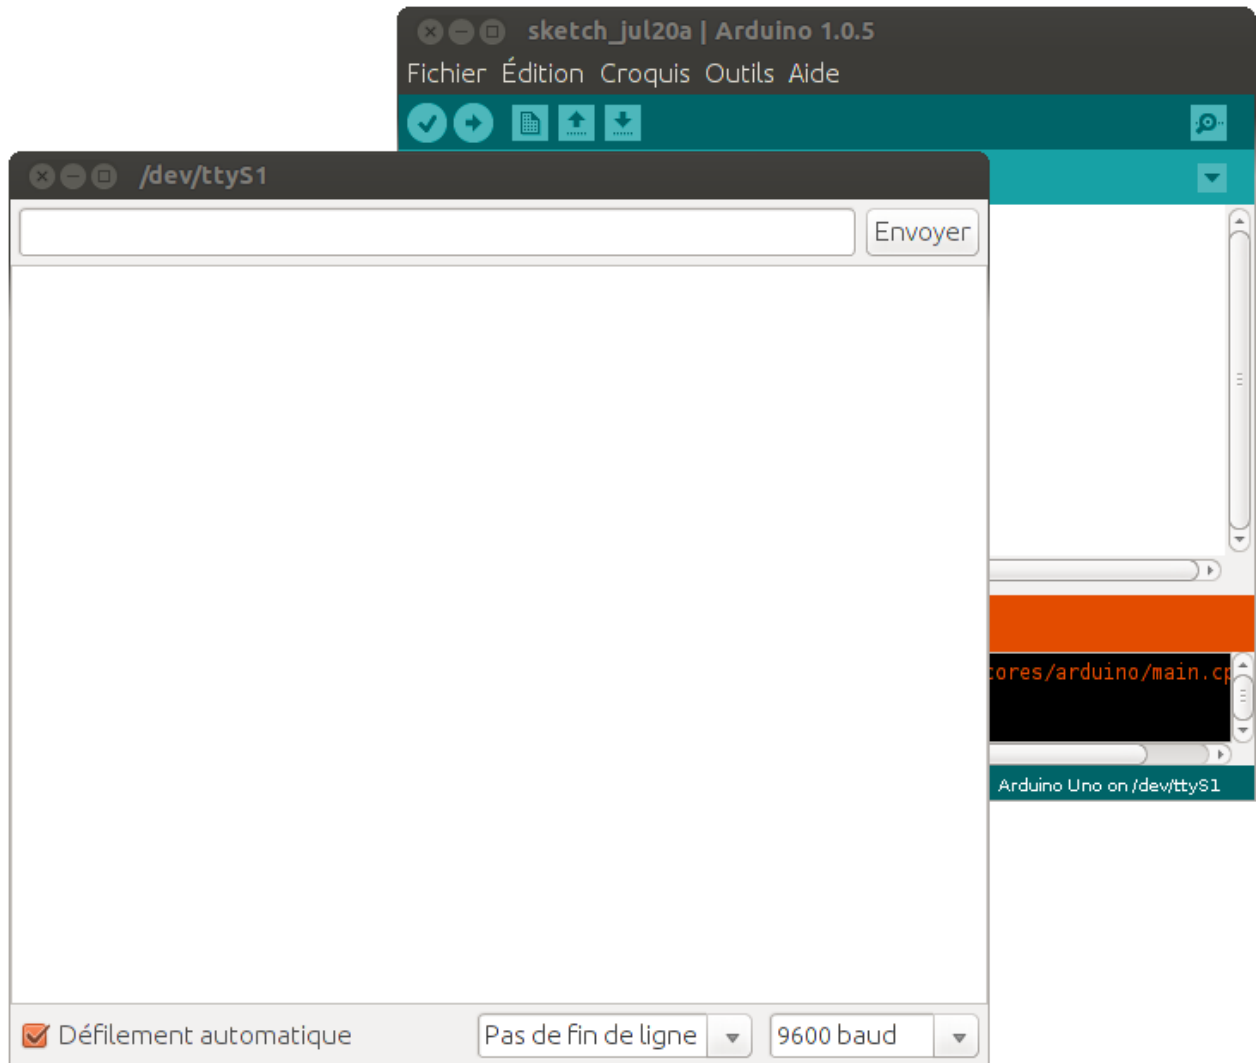 sketch_jul20a | Arduino 1.0.5
Fichier Édition Croquis Outils Aide
/dev/ttyS1
Envoyer
cores/arduino/main.cp
Arduino Uno on /dev/ttyS1
Défilement automatique
Pas de fin de ligne
9600 baud